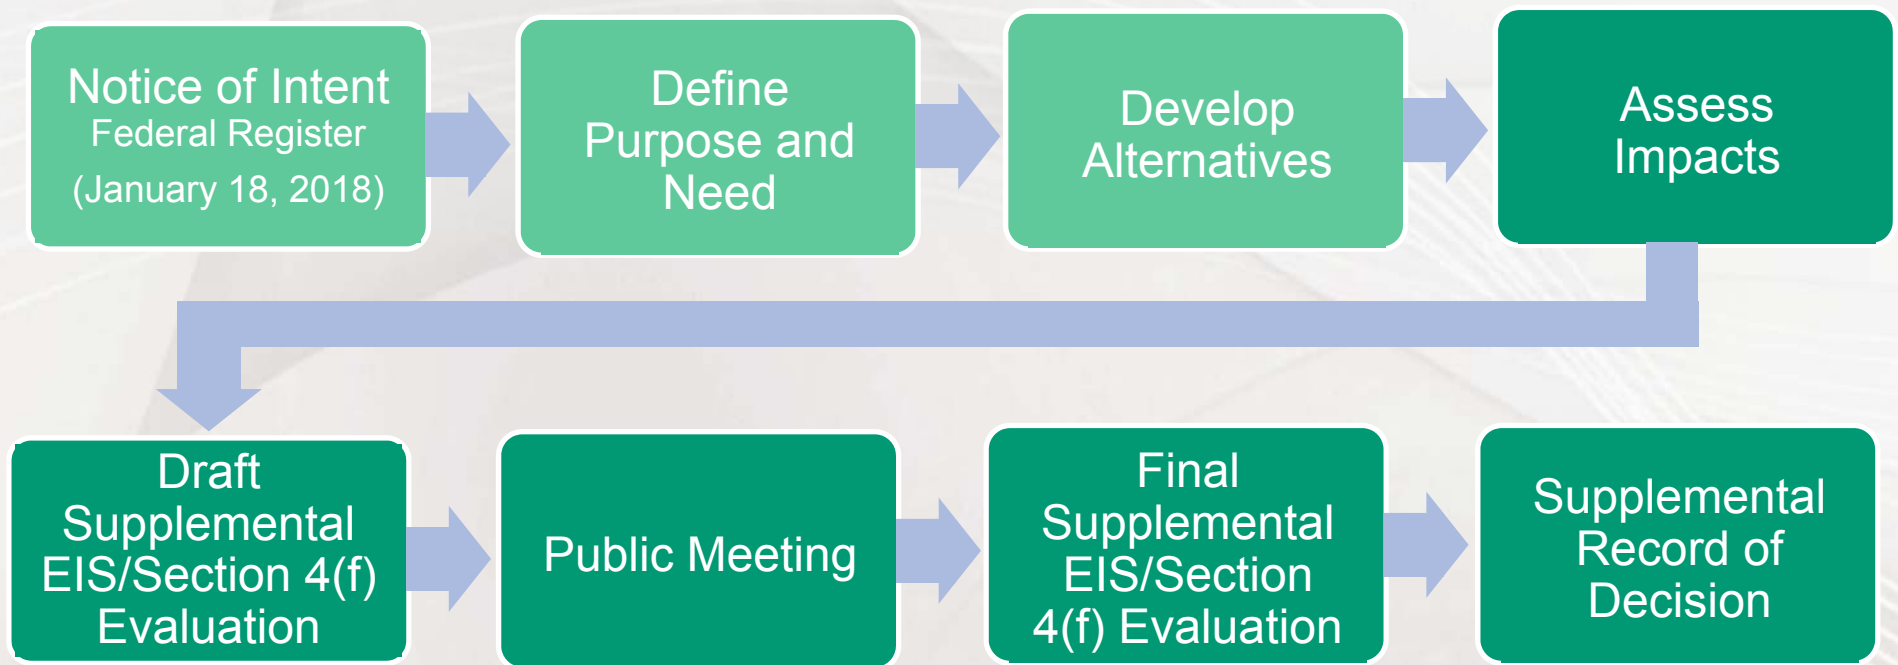 Notice of Intent
Federal Register
(January 18, 2018)
Define
Purpose and
Need
Develop
Alternatives
Assess
Impacts
Draft
Supplemental
EIS/Section 4(f)
Evaluation
Public Meeting
Final
Supplemental
EIS/Section
4(f) Evaluation
Supplemental
Record of
Decision